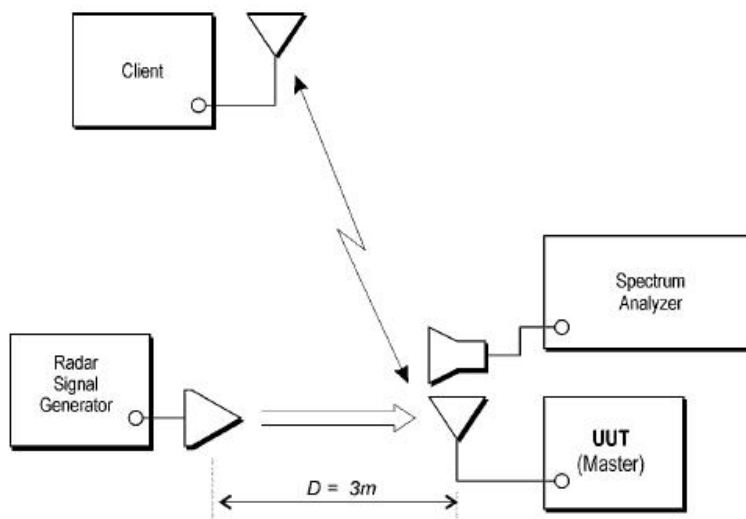 Client
Spectrum
Analyzer
Radar
Signal
Generator
UUT
(Master)
D = 3m